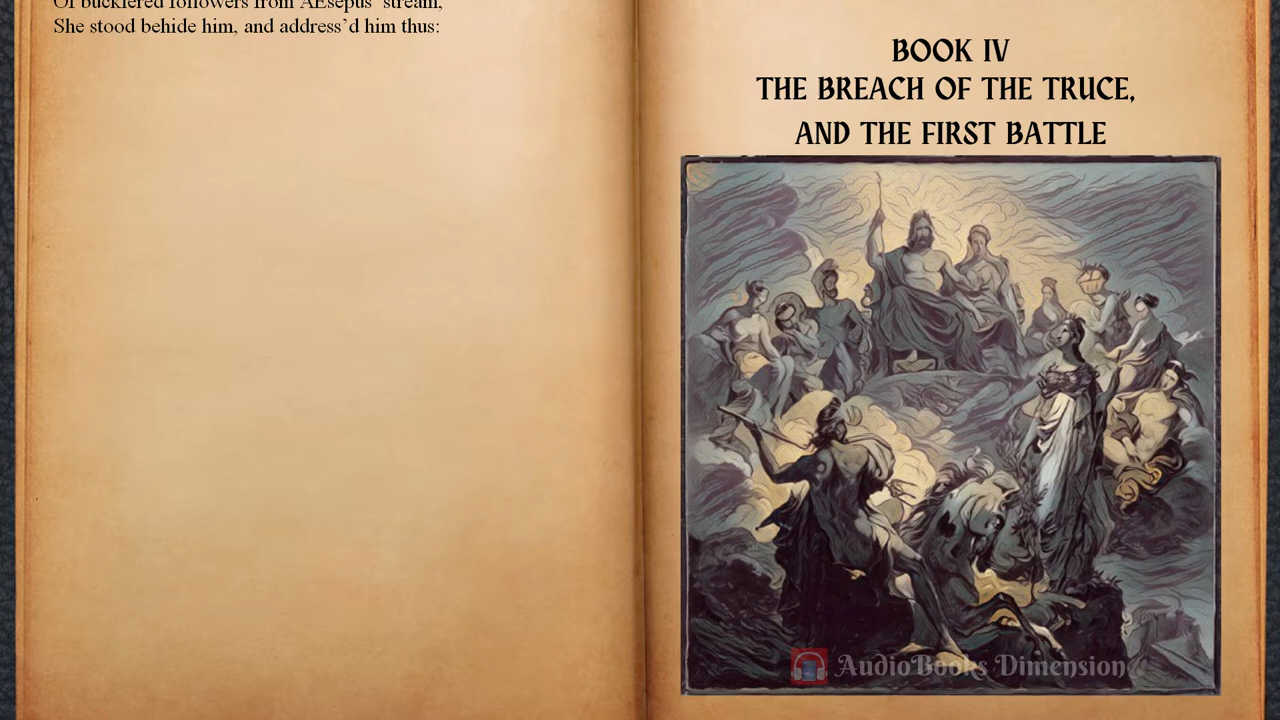 Of bucklered followers from AEsepus’ stream,
She stood behide him, and address’d him thus:
BOOK IV
THE BREACH OF THE TRUCE,
AND THE FIRST BATTLE
AudioBooks Dimension